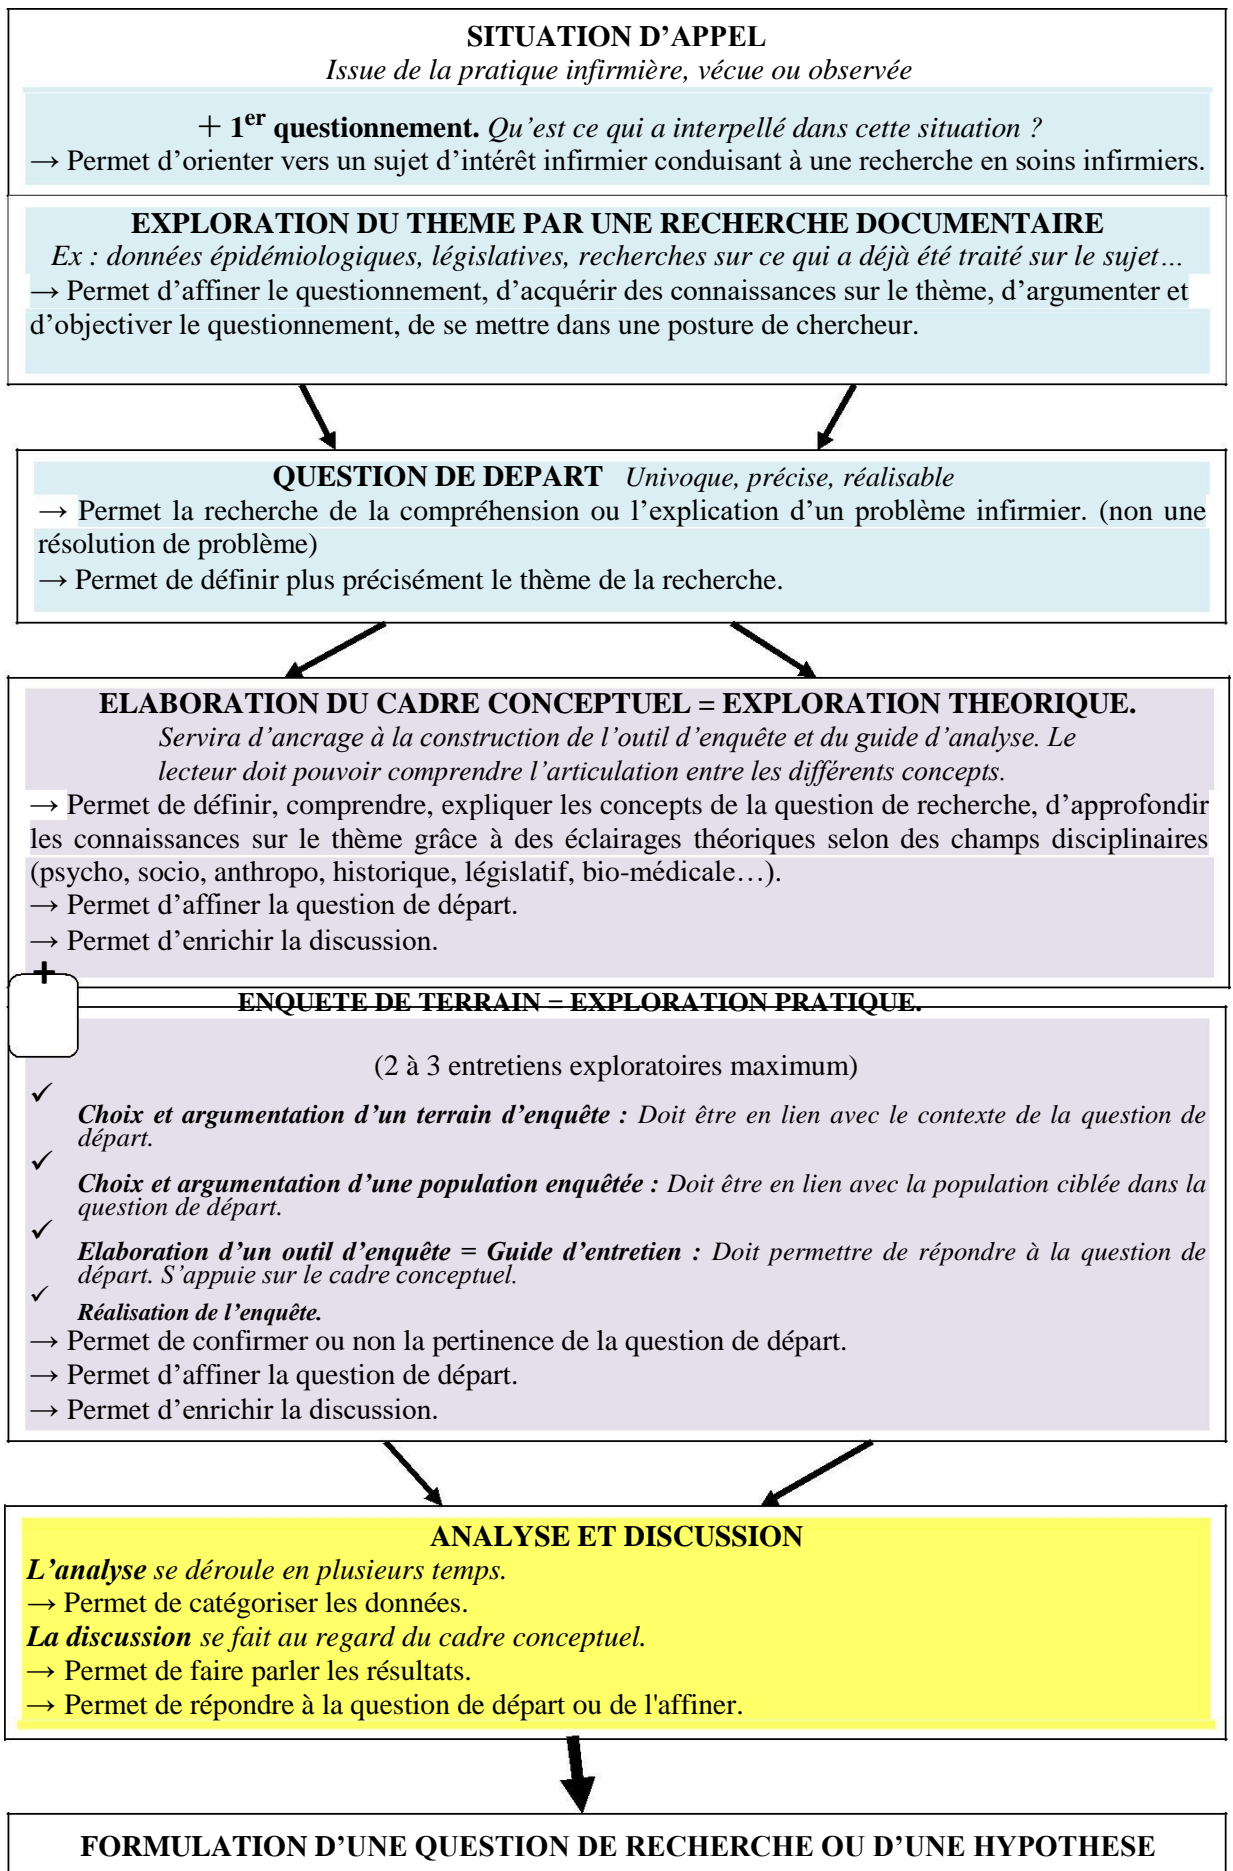 SITUATION D’APPEL
Issue de la pratique infirmière, vécue ou observée
+ 1er questionnement. Qu’est ce qui a interpellé dans cette situation ?
→ Permet d’orienter vers un sujet d’intérêt infirmier conduisant à une recherche en soins infirmiers.
EXPLORATION DU THEME PAR UNE RECHERCHE DOCUMENTAIRE
Ex : données épidémiologiques, législatives, recherches sur ce qui a déjà été traité sur le sujet…
→ Permet d’affiner le questionnement, d’acquérir des connaissances sur le thème, d’argumenter et
d’objectiver le questionnement, de se mettre dans une posture de chercheur.
QUESTION DE DEPART Univoque, précise, réalisable
→ Permet la recherche de la compréhension ou l’explication d’un problème infirmier. (non une
résolution de problème)
→ Permet de définir plus précisément le thème de la recherche.
ELABORATION DU CADRE CONCEPTUEL = EXPLORATION THEORIQUE.
Servira d’ancrage à la construction de l’outil d’enquête et du guide d’analyse. Le
lecteur doit pouvoir comprendre l’articulation entre les différents concepts.
→ Permet de définir, comprendre, expliquer les concepts de la question de recherche, d’approfondir
les connaissances sur le thème grâce à des éclairages théoriques selon des champs disciplinaires
(psycho, socio, anthropo, historique, législatif, bio-médicale…).
→ Permet d’affiner la question de départ.
→ Permet d’enrichir la discussion.
+
ENQUETE DE TERRAIN = EXPLORATION PRATIQUE.
(2 à 3 entretiens exploratoires maximum)
✓ Choix et argumentation d’un terrain d’enquête : Doit être en lien avec le contexte de la question de
départ.
✓ Choix et argumentation d’une population enquêtée : Doit être en lien avec la population ciblée dans la
question de départ.
✓ Elaboration d’un outil d’enquête = Guide d’entretien : Doit permettre de répondre à la question de
départ. S’appuie sur le cadre conceptuel.
✓ Réalisation de l’enquête.
→ Permet de confirmer ou non la pertinence de la question de départ.
→ Permet d’affiner la question de départ.
→ Permet d’enrichir la discussion.
ANALYSE ET DISCUSSION
L’analyse se déroule en plusieurs temps.
→ Permet de catégoriser les données.
La discussion se fait au regard du cadre conceptuel.
→ Permet de faire parler les résultats.
→ Permet de répondre à la question de départ ou de l'affiner.
FORMULATION D’UNE QUESTION DE RECHERCHE OU D’UNE HYPOTHESE